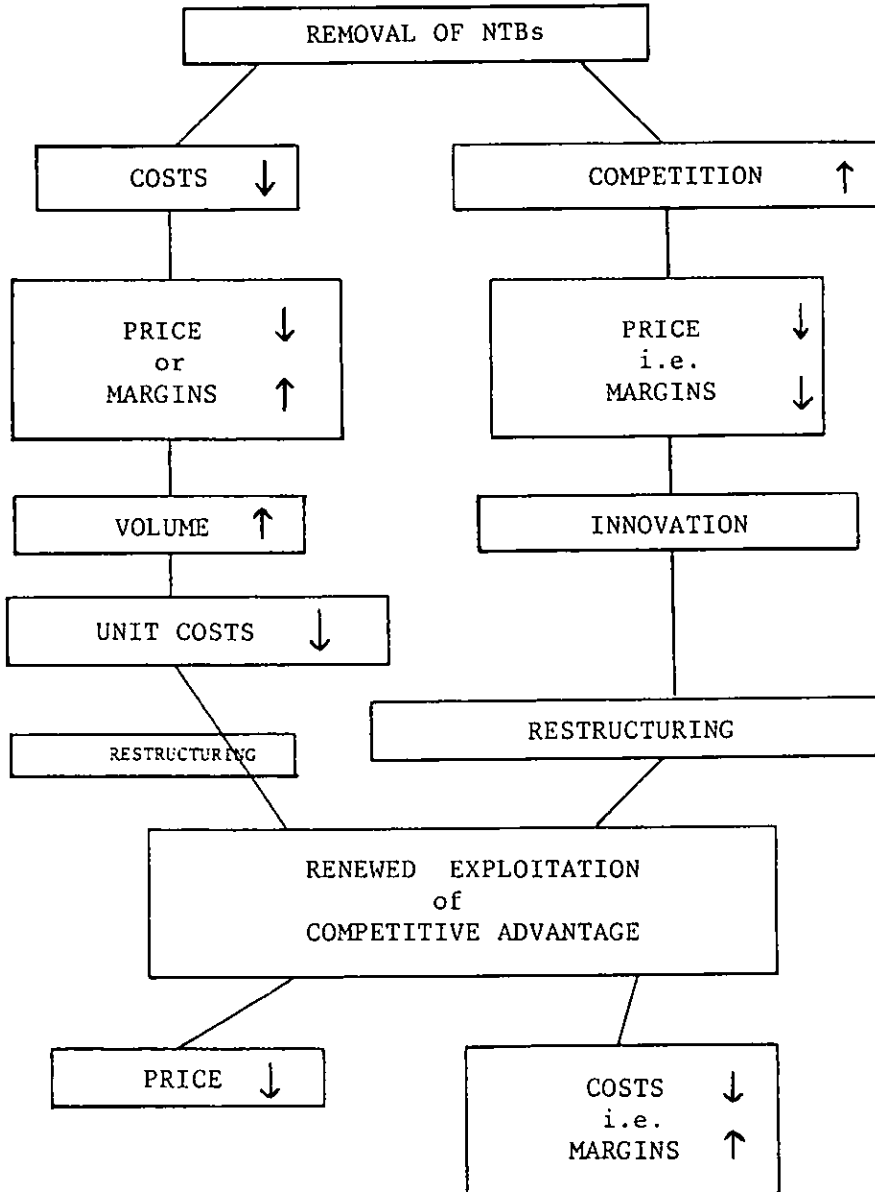 REMOVAL OF NTBs
COSTS ↓
COMPETITION ↑
PRICE ↓
or
MARGINS ↑
PRICE ↓
i.e.
MARGINS ↓
VOLUME ↑
INNOVATION
UNIT COSTS ↓
RESTRUCTURING
RESTRUCTURING
RENEWED EXPLOITATION
of
COMPETITIVE ADVANTAGE
PRICE ↓
COSTS ↓
i.e.
MARGINS ↑